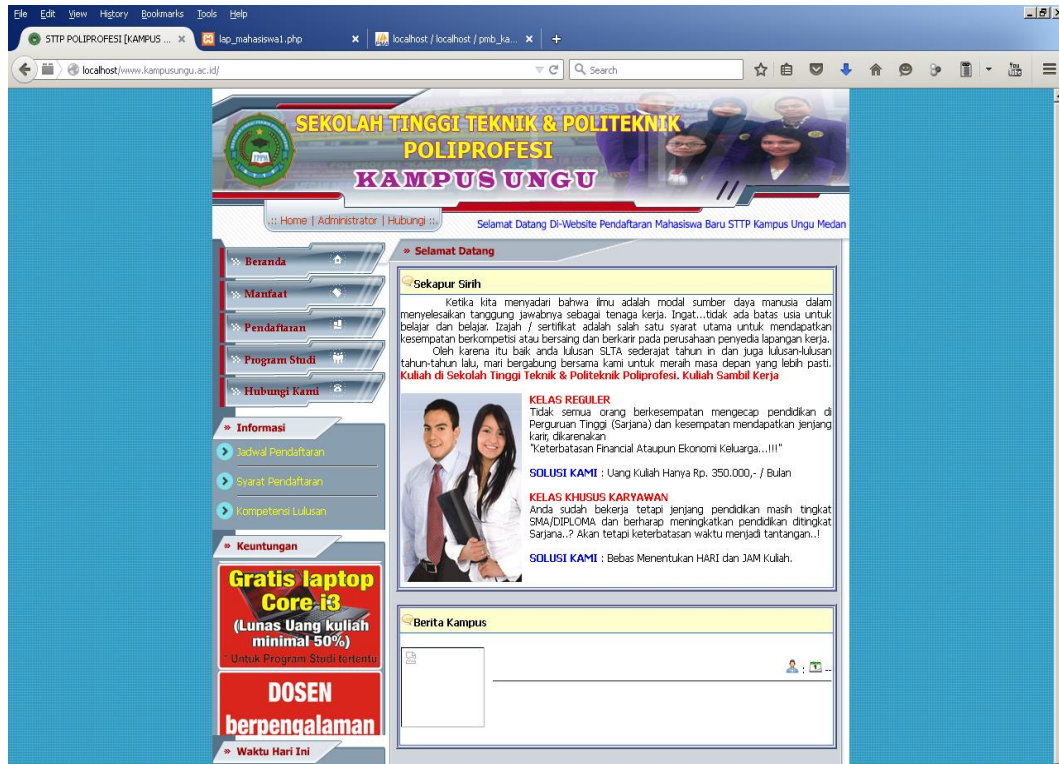 File Edit View History Bookmarks Tools Help
STTP POLIPROFESI [KAMPUS ... × lap_mahasiswa1.php × localhost / localhost / pmb_ka... × +
localhost/www.kampusungu.ac.id/ Search
SEKOLAH TINGGI TEKNIK & POLITEKNIK
POLIPROFESI
KAMPUS UNGU
.:: Home | Administrator | Hubungi ::.
Selamat Datang Di-Website Pendaftaran Mahasiswa Baru STTP Kampus Ungu Medan
Beranda
Manfaat
Pendaftaran
Program Studi
Hubungi Kami
» Informasi
Jadwal Pendaftaran
Syarat Pendaftaran
Kompetensi Lulusan
» Keuntungan
Gratis laptop
Core i3
(Lunas Uang kuliah
minimal 50%)
* Untuk Program Studi tertentu
DOSEN
berpengalaman
» Waktu Hari Ini
» Selamat Datang
Sekapur Sirih
Ketika kita menyadari bahwa ilmu adalah modal sumber daya manusia dalam
menyelesaikan tanggung jawabnya sebagai tenaga kerja. Ingat...tidak ada batas usia untuk
belajar dan belajar. Izajah / sertifikat adalah salah satu syarat utama untuk mendapatkan
kesempatan berkompetisi atau bersaing dan berkarir pada perusahaan penyedia lapangan kerja.
Oleh karena itu baik anda lulusan SLTA sederajat tahun in dan juga lulusan-lulusan
tahun-tahun lalu, mari bergabung bersama kami untuk meraih masa depan yang lebih pasti.
Kuliah di Sekolah Tinggi Teknik & Politeknik Poliprofesi. Kuliah Sambil Kerja
KELAS REGULER
Tidak semua orang berkesempatan mengecap pendidikan di
Perguruan Tinggi (Sarjana) dan kesempatan mendapatkan jenjang
karir, dikarenakan
"Keterbatasan Financial Ataupun Ekonomi Keluarga...!!!"
SOLUSI KAMI : Uang Kuliah Hanya Rp. 350.000,- / Bulan
KELAS KHUSUS KARYAWAN
Anda sudah bekerja tetapi jenjang pendidikan masih tingkat
SMA/DIPLOMA dan berharap meningkatkan pendidikan ditingkat
Sarjana..? Akan tetapi keterbatasan waktu menjadi tantangan..!
SOLUSI KAMI : Bebas Menentukan HARI dan JAM Kuliah.
Berita Kampus
: --